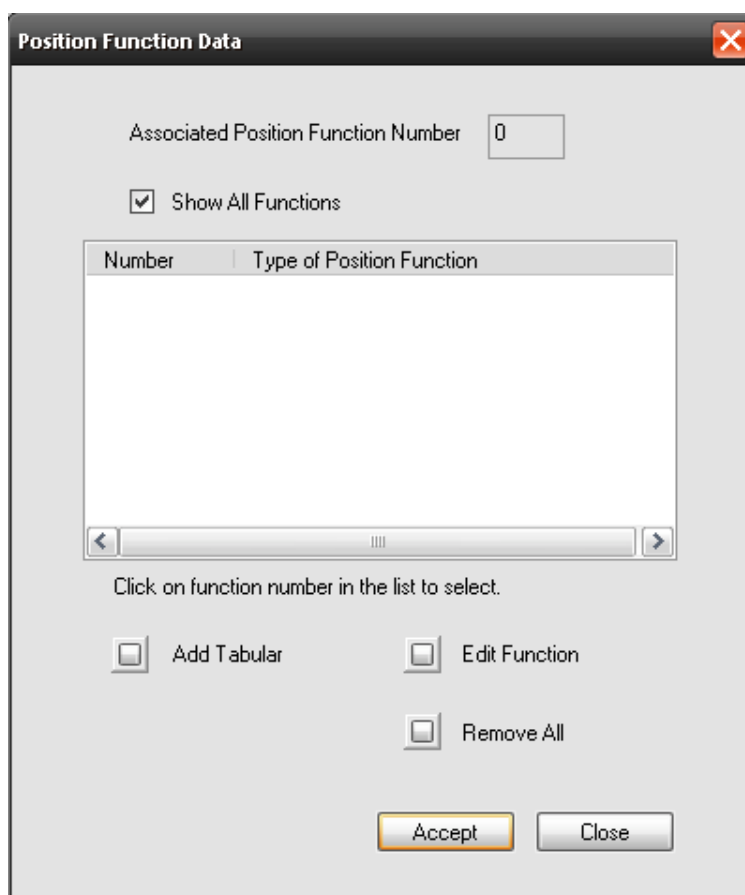 Position Function Data
Associated Position Function Number 0
Show All Functions
Number Type of Position Function
Click on function number in the list to select.
Add Tabular Edit Function
Remove All
Accept Close